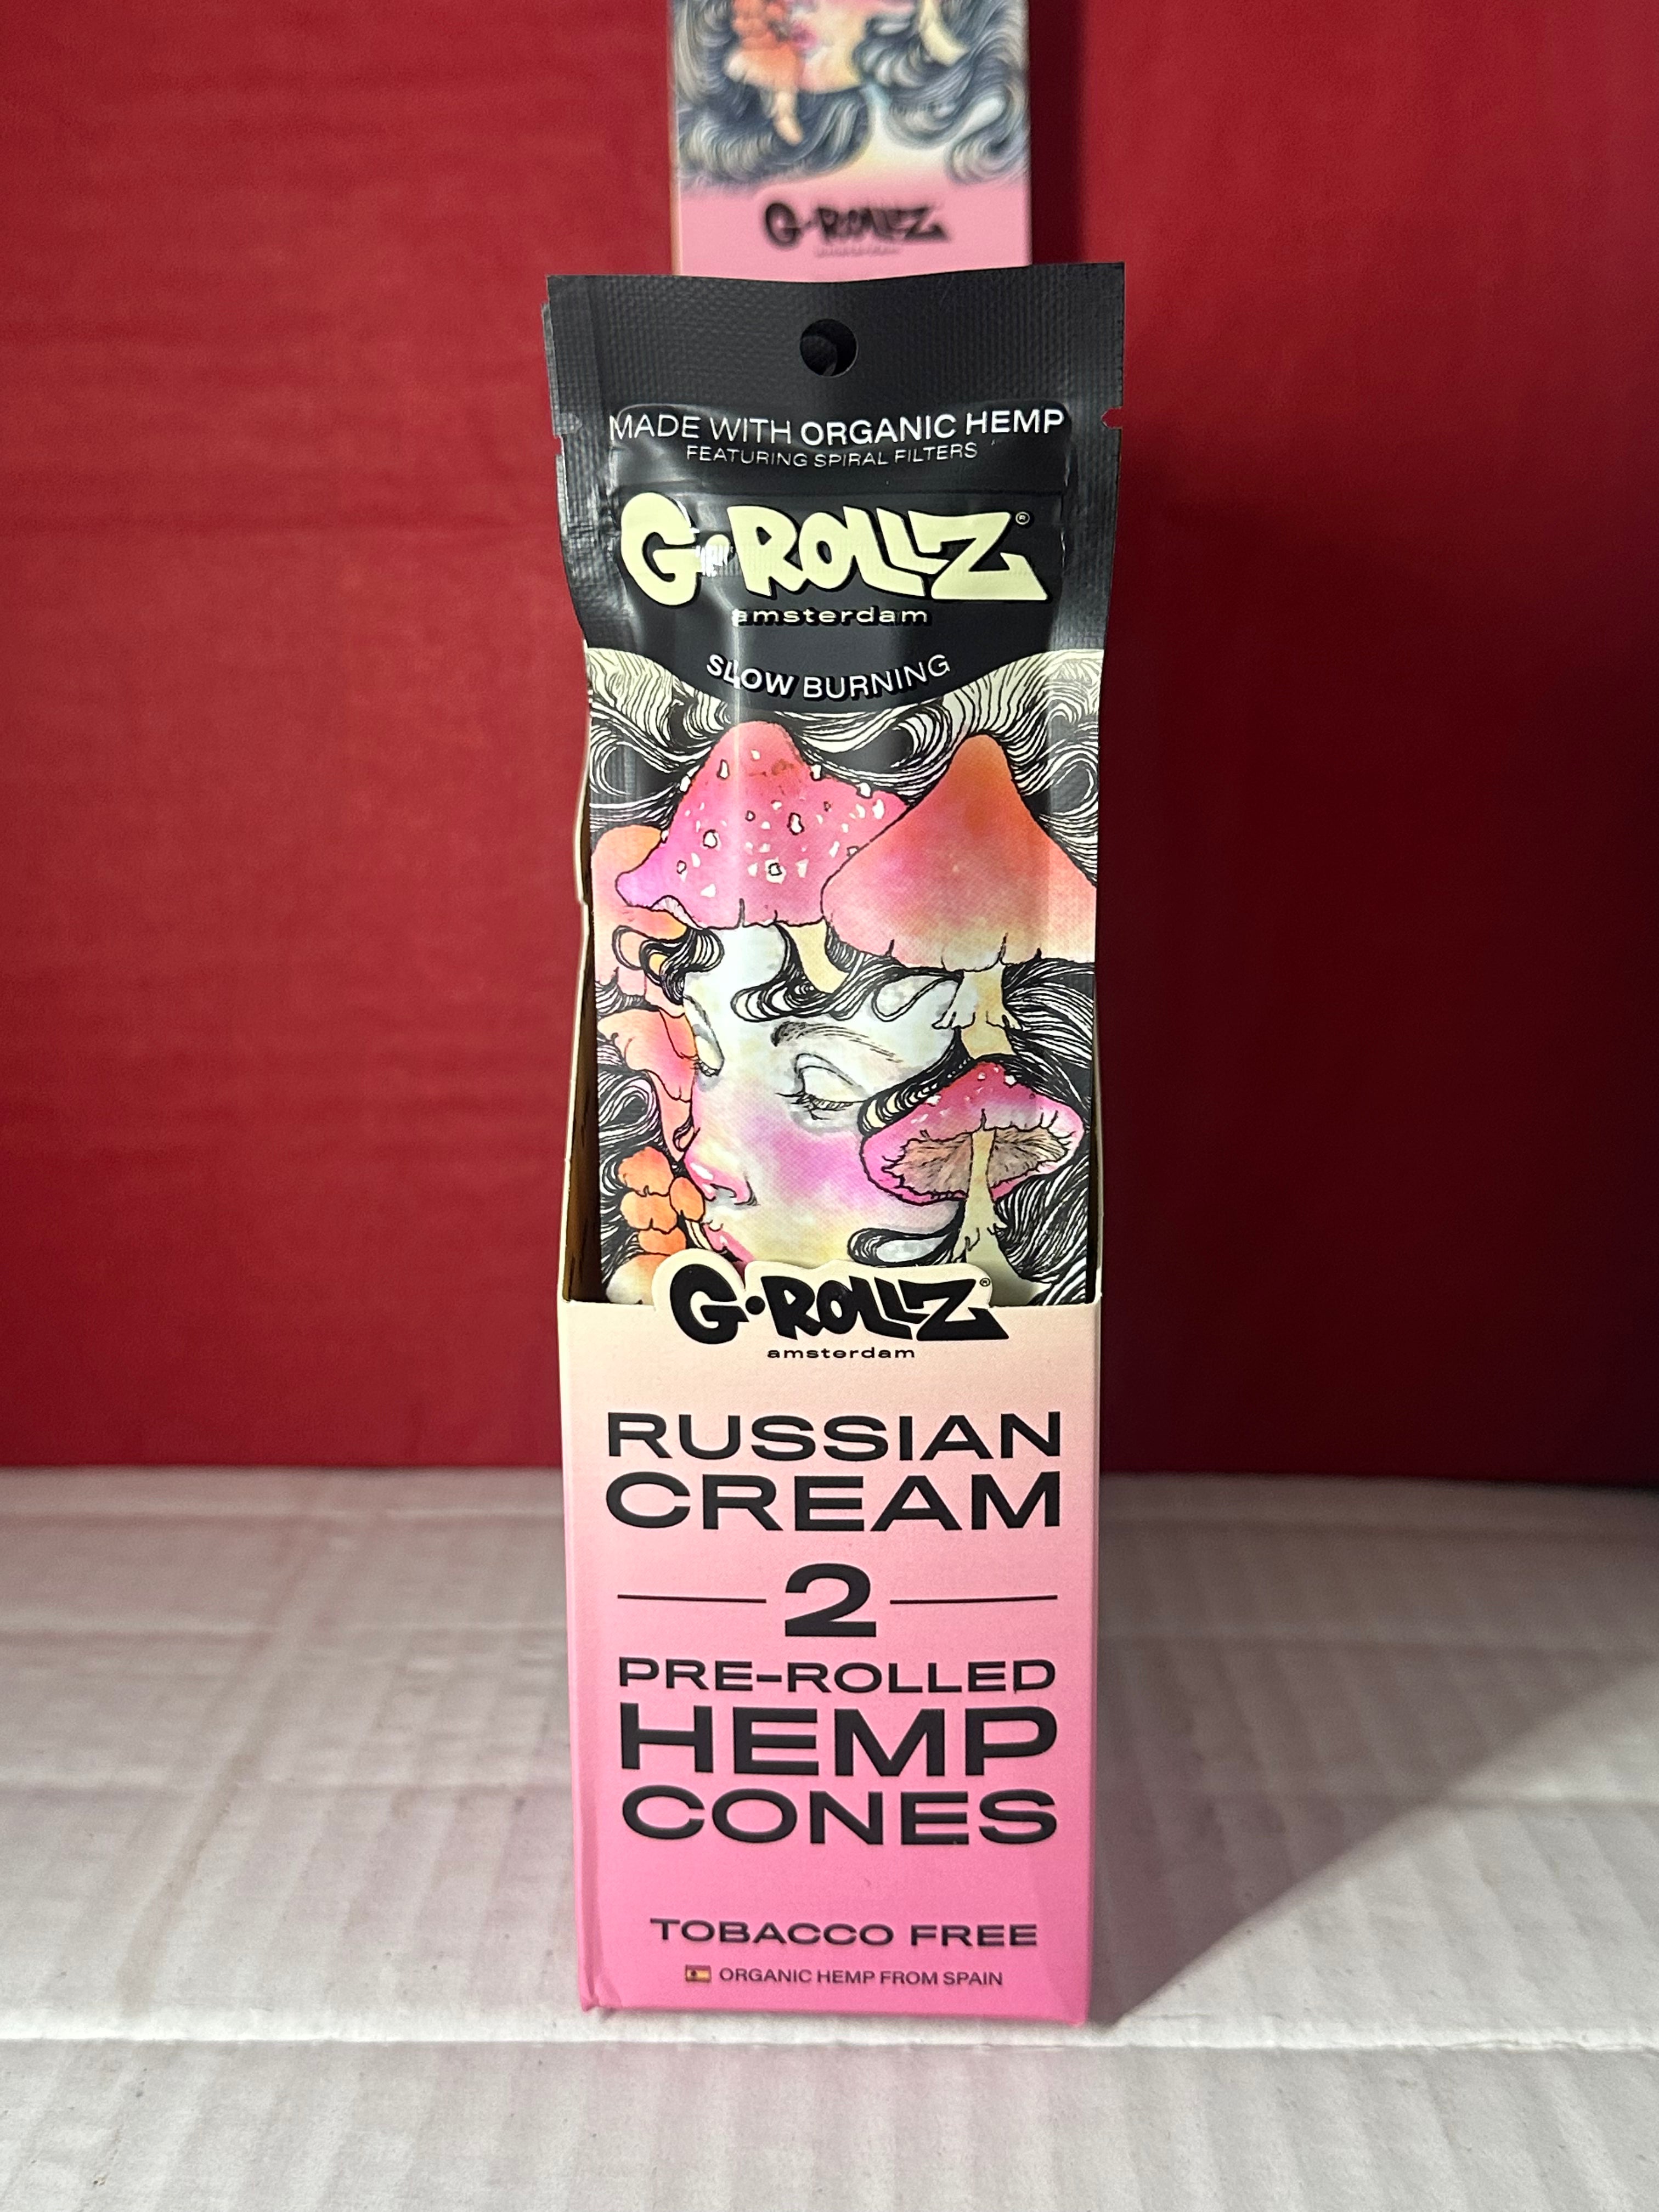 G·ROLLZ
MADE WITH ORGANIC HEMP
FEATURING SPIRAL FILTERS
G·ROLLZ®
amsterdam
SLOW BURNING
G·ROLLZ®
amsterdam
RUSSIAN
CREAM
2
PRE-ROLLED
HEMP
CONES
TOBACCO FREE
ORGANIC HEMP FROM SPAIN